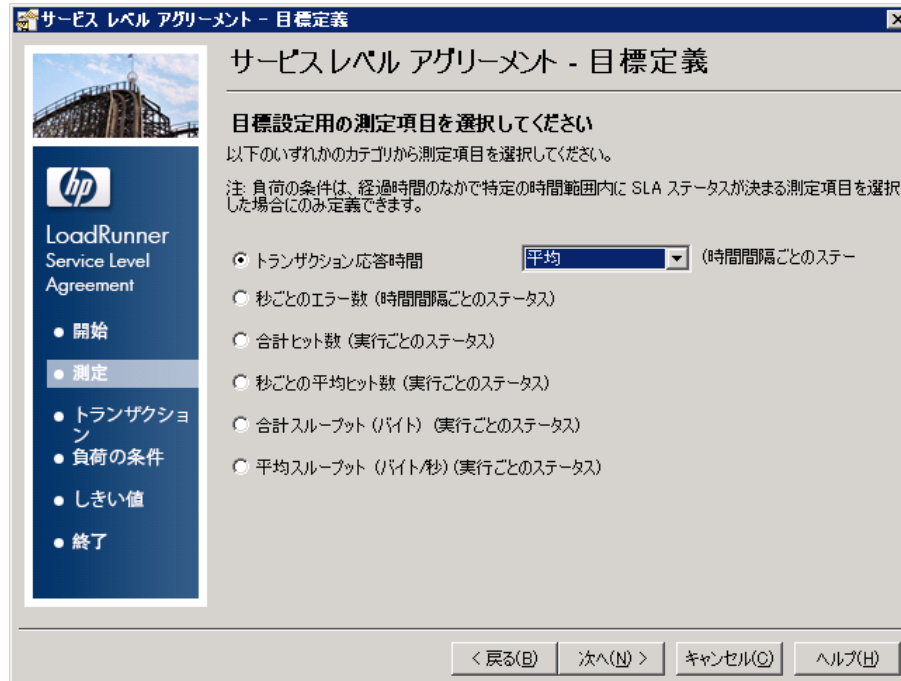 サービス レベル アグリーメント - 目標定義
サービスレベル アグリーメント - 目標定義
目標設定用の測定項目を選択してください
以下のいずれかのカテゴリから測定項目を選択してください。
注: 負荷の条件は、経過時間のなかで特定の時間範囲内に SLA ステータスが決まる測定項目を選択
した場合にのみ定義できます。
hp
LoadRunner
Service Level
Agreement
開始
測定
トランザクショ
ン
負荷の条件
しきい値
終了
トランザクション応答時間 平均 (時間間隔ごとのステー
秒ごとのエラー数 (時間間隔ごとのステータス)
合計ヒット数 (実行ごとのステータス)
秒ごとの平均ヒット数 (実行ごとのステータス)
合計スループット (バイト) (実行ごとのステータス)
平均スループット (バイト/秒) (実行ごとのステータス)
< 戻る(B) 次へ(N) > キャンセル(C) ヘルプ(H)